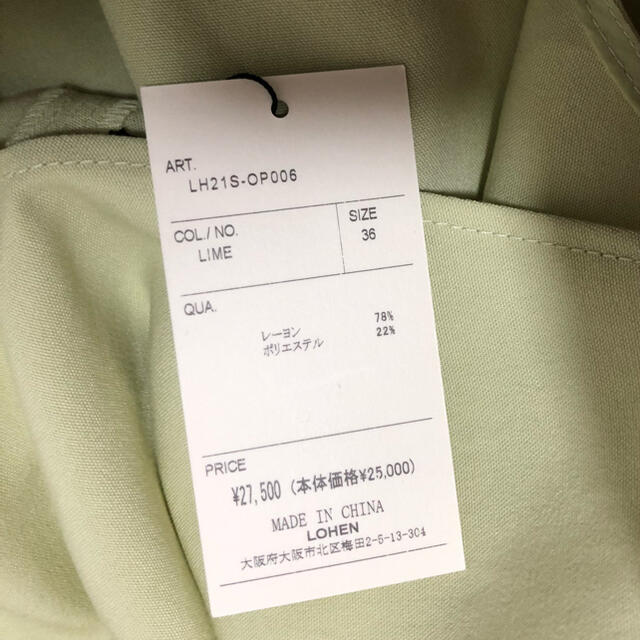 ART.
LH21S-OP006
COL./NO.
LIME
SIZE
36
QUA.
レーヨン 78%
ポリエステル 22%
PRICE
¥27,500 (本体価格¥25,000)
MADE IN CHINA
LOHEN
大阪府大阪市北区梅田2-5-13-304